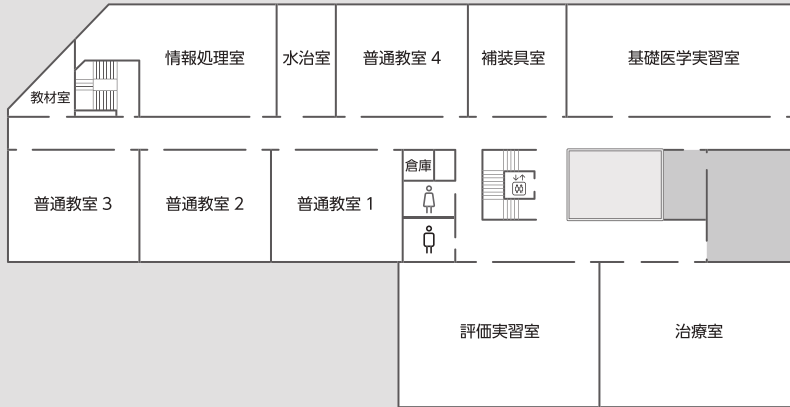 情報処理室
水治室
普通教室 4
補装具室
基礎医学実習室
教材室
倉庫
普通教室 3
普通教室 2
普通教室 1
評価実習室
治療室